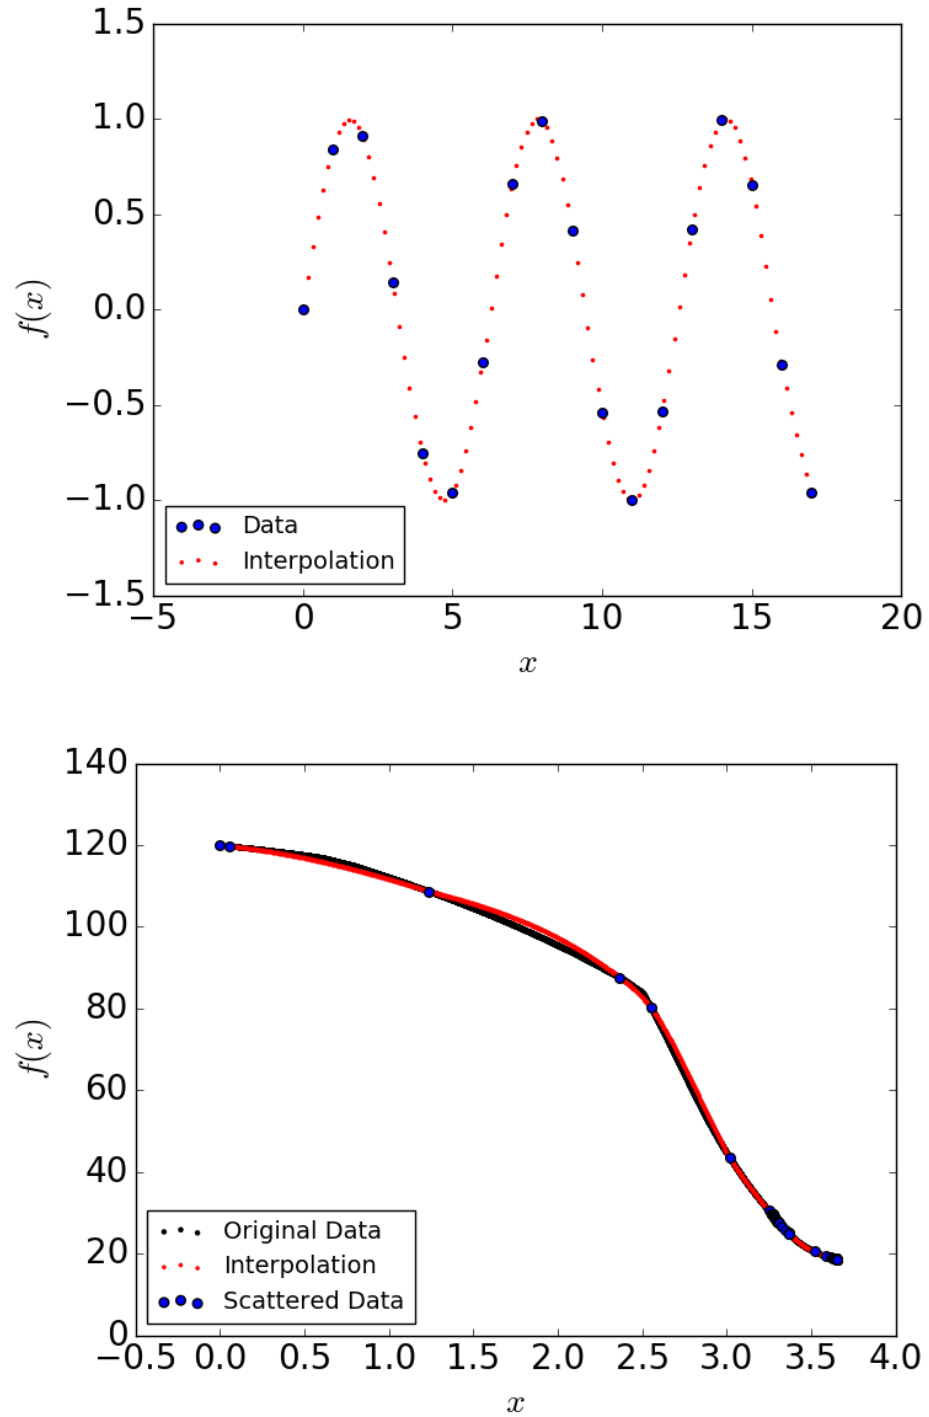 1.5
1.0
0.5
0.0
−0.5
−1.0
−1.5
f(x)
Data
Interpolation
−5 0 5 10 15 20
x
140
120
100
80
60
40
20
0
f(x)
Original Data
Interpolation
Scattered Data
−0.5 0.0 0.5 1.0 1.5 2.0 2.5 3.0 3.5 4.0
x